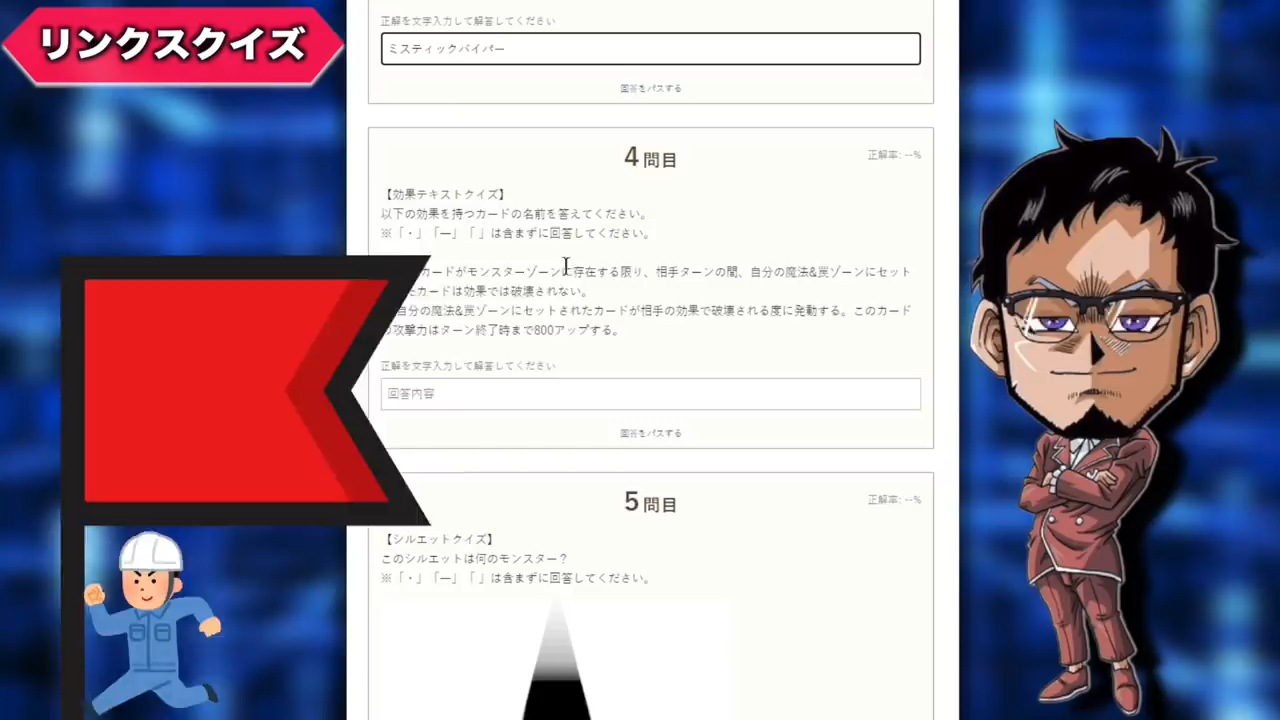 リンクスクイズ
正解を文字入力して解答してください
ミスティックパイパー
回答をパスする
4問目
正解率: --%
【効果テキストクイズ】
以下の効果を持つカードの名前を答えてください。
※「・」「―」「 」は含まずに回答してください。
カードがモンスターゾーンに存在する限り、相手ターンの間、自分の魔法&罠ゾーンにセット
たカードは効果では破壊されない。
自分の魔法&罠ゾーンにセットされたカードが相手の効果で破壊される度に発動する。このカード
攻撃力はターン終了時まで800アップする。
正解を文字入力して解答してください
回答内容
回答をパスする
5問目
正解率: --%
【シルエットクイズ】
このシルエットは何のモンスター？
※「・」「―」「 」は含まずに回答してください。